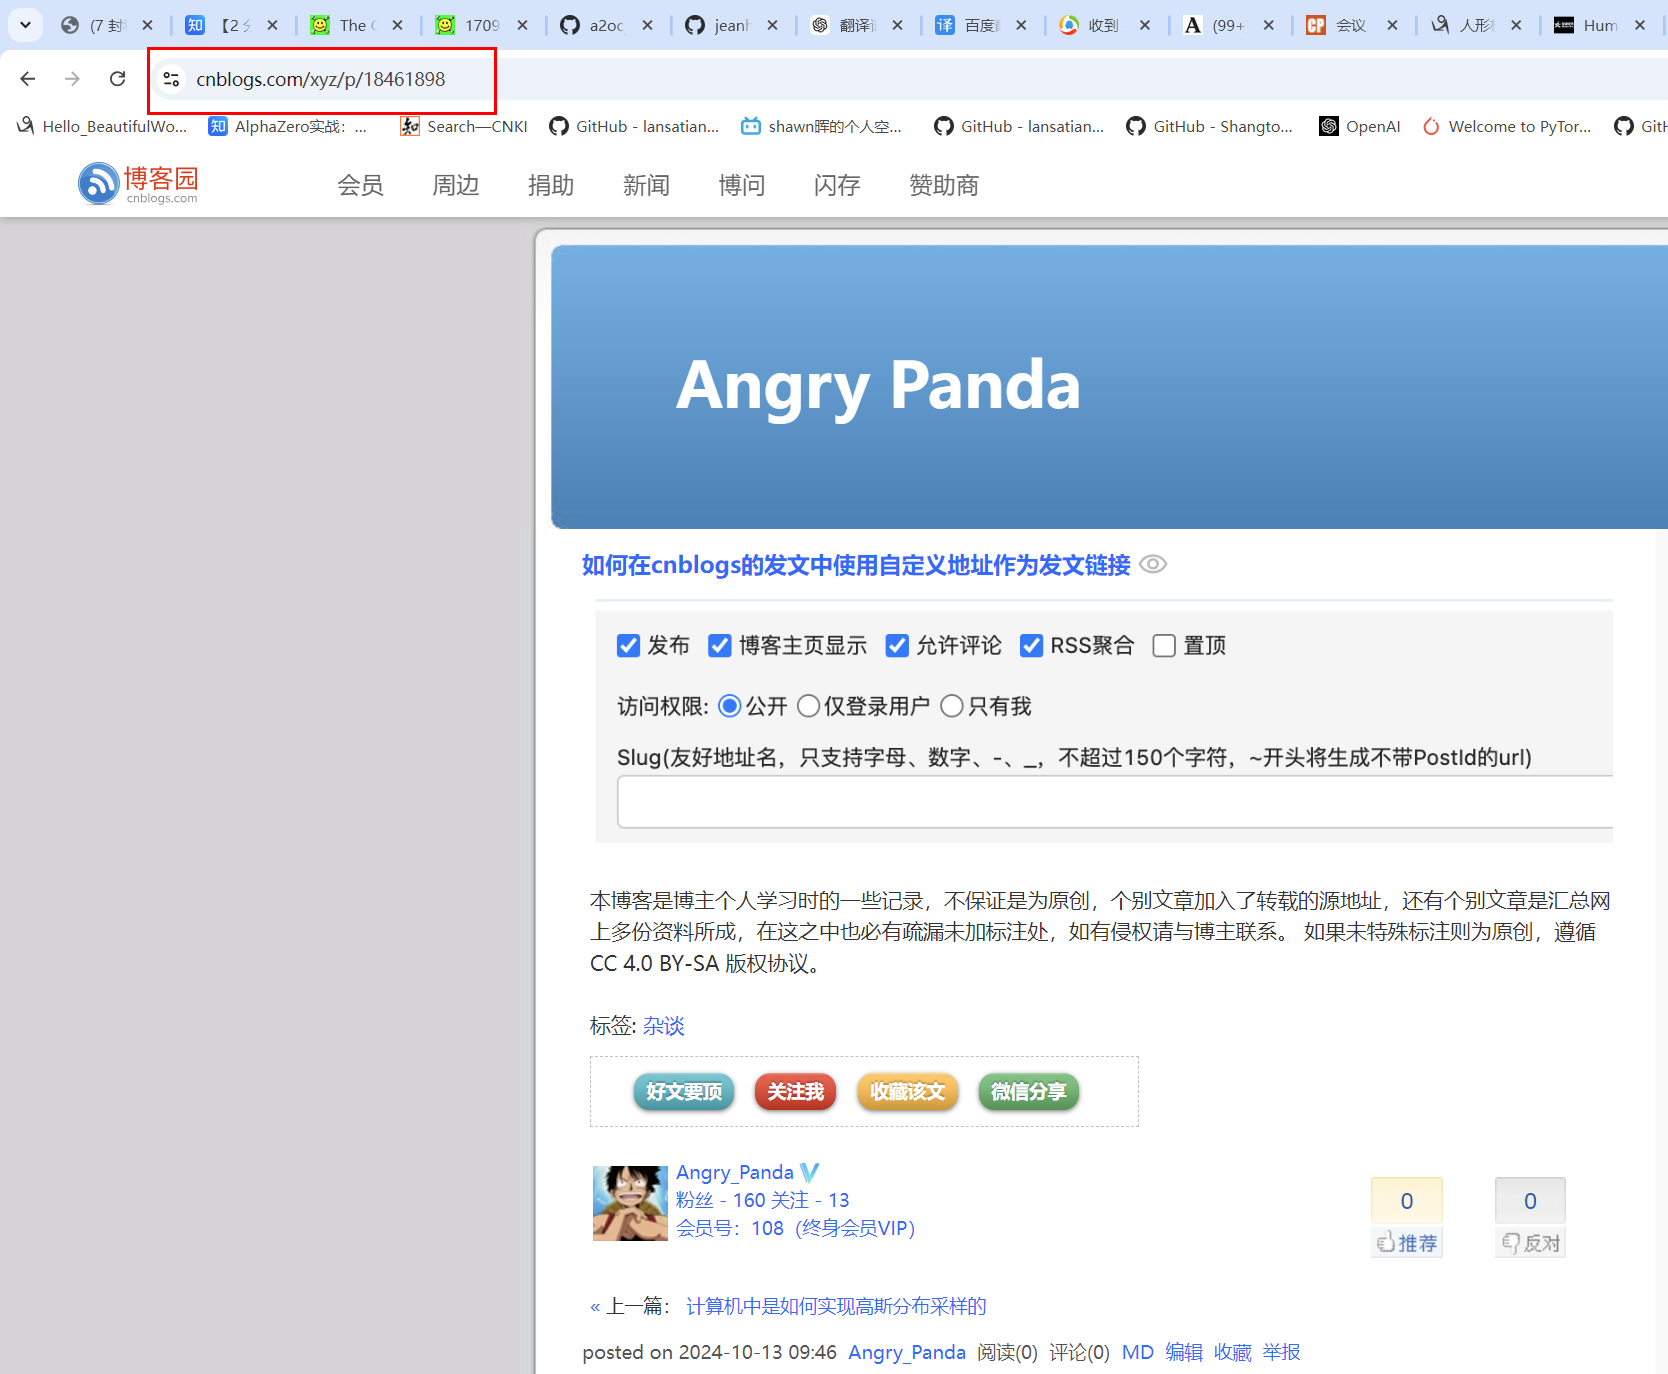 (7 封
【2 分
The
1709
a2oc
jeanh
翻译
百度
收到
(99+
会议
人形
Hum
cnblogs.com/xyz/p/18461898
Hello_BeautifulWo...
AlphaZero实战：...
Search—CNKI
GitHub - lansatian...
shawn晖的个人空...
GitHub - lansatian...
GitHub - Shangto...
OpenAI
Welcome to PyTor...
GitH
博客园
cnblogs.com
会员 周边 捐助 新闻 博问 闪存 赞助商
Angry Panda
如何在cnblogs的发文中使用自定义地址作为发文链接
发布 博客主页显示 允许评论 RSS聚合 置顶
访问权限: 公开 仅登录用户 只有我
Slug(友好地址名，只支持字母、数字、-、_，不超过150个字符，~开头将生成不带PostId的url)
本博客是博主个人学习时的一些记录，不保证是为原创，个别文章加入了转载的源地址，还有个别文章是汇总网
上多份资料所成，在这之中也必有疏漏未加标注处，如有侵权请与博主联系。 如果未特殊标注则为原创，遵循
CC 4.0 BY-SA 版权协议。
标签: 杂谈
好文要顶 关注我 收藏该文 微信分享
Angry_Panda
粉丝 - 160 关注 - 13
会员号：108（终身会员VIP）
0 0
推荐 反对
« 上一篇： 计算机中是如何实现高斯分布采样的
posted on 2024-10-13 09:46 Angry_Panda 阅读(0) 评论(0) MD 编辑 收藏 举报